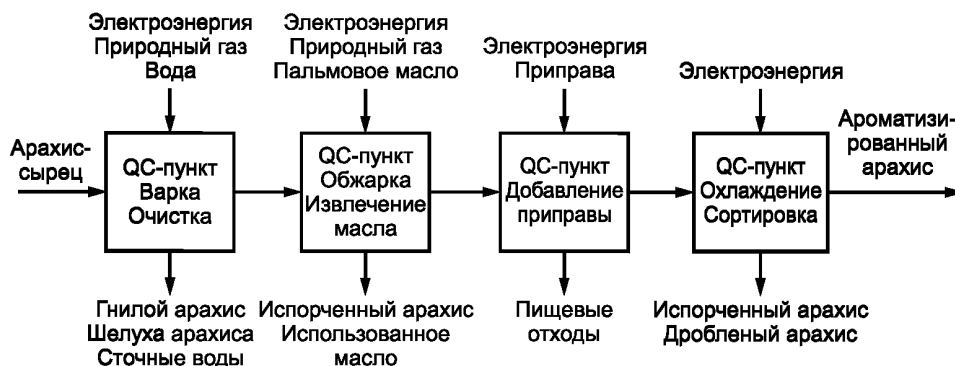 Электроэнергия
Природный газ
Вода
Электроэнергия
Природный газ
Пальмовое масло
Электроэнергия
Приправа
Электроэнергия
Арахис-
сырец
QC-пункт
Варка
Очистка
QC-пункт
Обжарка
Извлечение
масла
QC-пункт
Добавление
приправы
QC-пункт
Охлаждение
Сортировка
Ароматизи-
рованный
арахис
Гнилой арахис
Шелуха арахиса
Сточные воды
Испорченный арахис
Использованное
масло
Пищевые
отходы
Испорченный арахис
Дробленый арахис